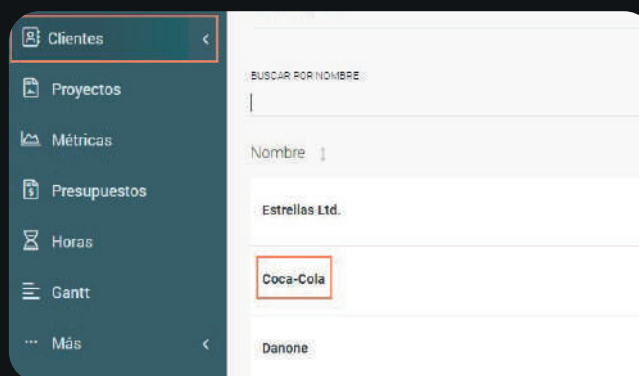 Clientes
Proyectos
Métricas
Presupuestos
Horas
Gantt
Más
BUSCAR POR NOMBRE
Nombre
Estrellas Ltd.
Coca-Cola
Danone